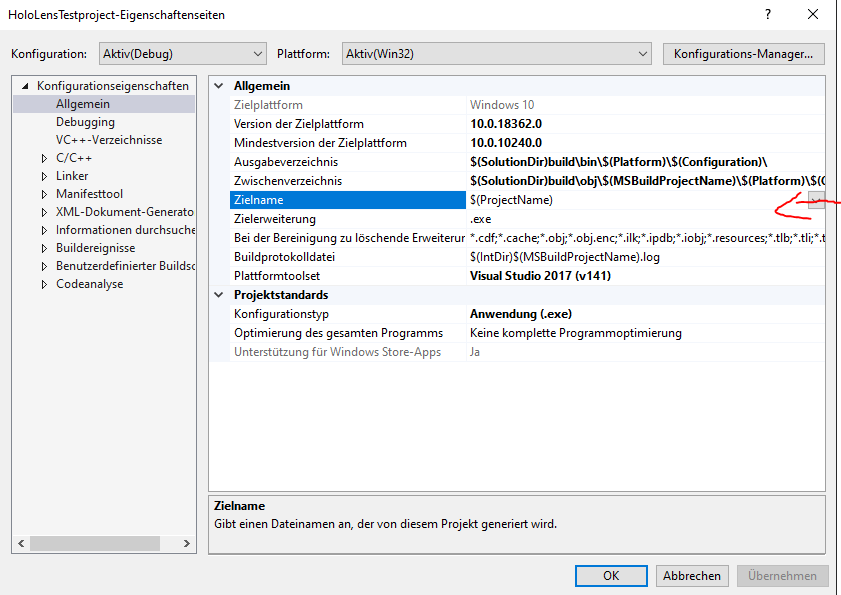 HoloLensTestproject-Eigenschaftenseiten ?
Konfiguration: Aktiv(Debug) Plattform: Aktiv(Win32) Konfigurations-Manager...
Konfigurationseigenschaften
Allgemein
Debugging
VC++-Verzeichnisse
C/C++
Linker
Manifesttool
XML-Dokument-Generato
Informationen durchsuche
Buildereignisse
Benutzerdefinierter Buildsc
Codeanalyse
Allgemein
Zielplattform Windows 10
Version der Zielplattform 10.0.18362.0
Mindestversion der Zielplattform 10.0.10240.0
Ausgabeverzeichnis $(SolutionDir)build\bin\$(Platform)\$(Configuration)\
Zwischenverzeichnis $(SolutionDir)build\obj\$(MSBuildProjectName)\$(Platform)\$(C
Zielname $(ProjectName)
Zielerweiterung .exe
Bei der Bereinigung zu löschende Erweiterur *.cdf;*.cache;*.obj;*.obj.enc;*.ilk;*.ipdb;*.iobj;*.resources;*.tlb;*.tli;*.t
Buildprotokolldatei $(IntDir)$(MSBuildProjectName).log
Plattformtoolset Visual Studio 2017 (v141)
Projektstandards
Konfigurationstyp Anwendung (.exe)
Optimierung des gesamten Programms Keine komplette Programmoptimierung
Unterstützung für Windows Store-Apps Ja
Zielname
Gibt einen Dateinamen an, der von diesem Projekt generiert wird.
OK Abbrechen Übernehmen